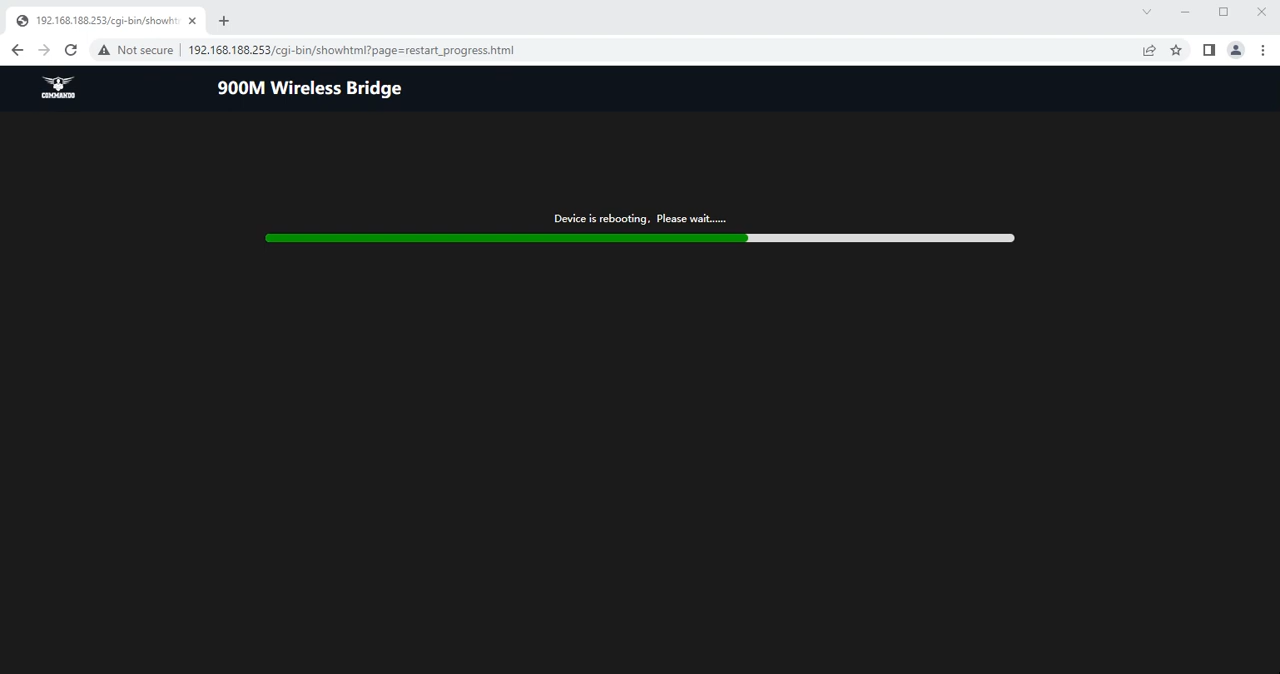 192.168.188.253/cgi-bin/showht
Not secure
192.168.188.253/cgi-bin/showhtml?page=restart_progress.html
COMMANDO
900M Wireless Bridge
Device is rebooting，Please wait......